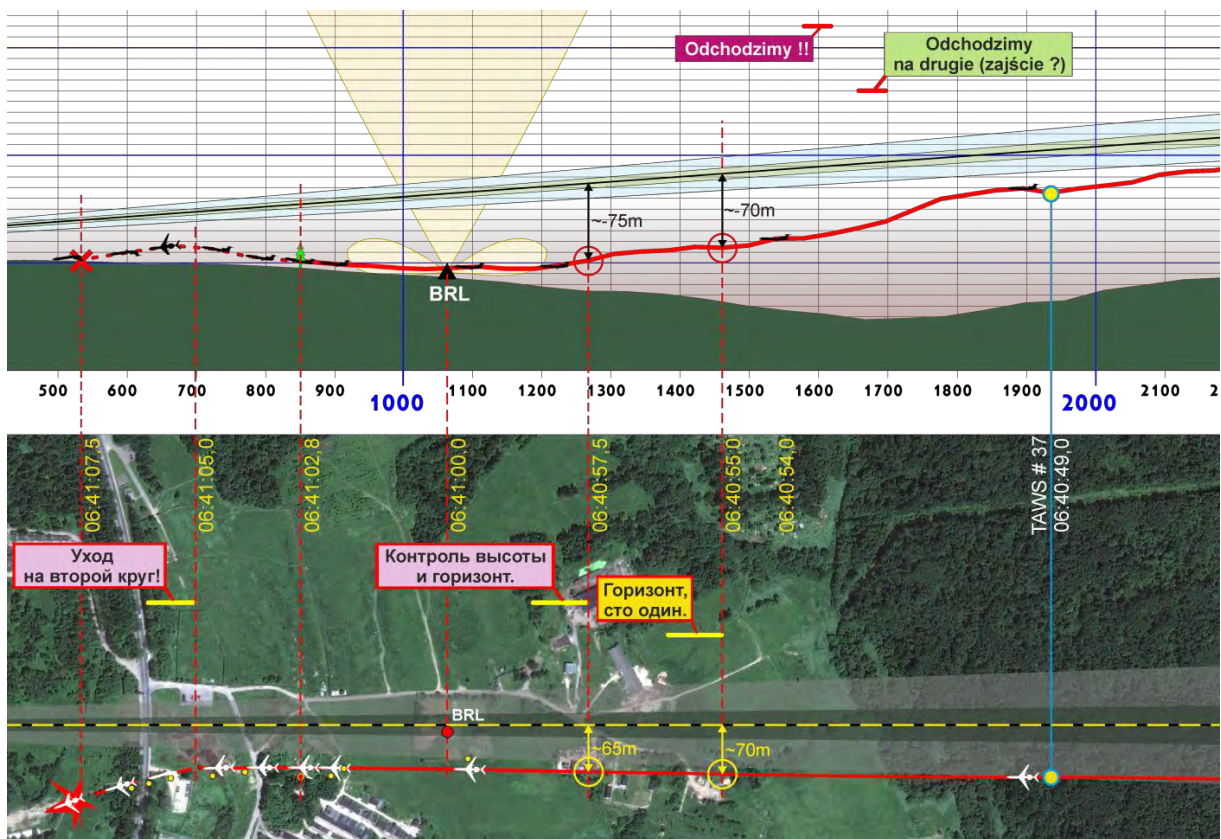 Odchodzimy !!
Odchodzimy
na drugie (zajście ?)
~-75m
~-70m
BRL
500 600 700 800 900 1000 1100 1200 1300 1400 1500 1600 1700 1800 1900 2000 2100 2
06:41:07,5
06:41:05,0
06:41:02,8
06:41:00,0
06:40:57,5
06:40:55,0
06:40:54,0
TAWS # 37
06:40:49,0
Уход
на второй круг!
Контроль высоты
и горизонт.
Горизонт,
сто один.
BRL
~65m
~70m